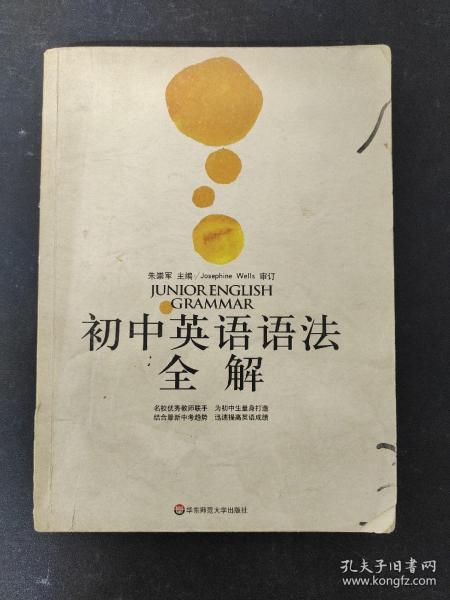 朱崇军 主编/Josephine Wells 审订
JUNIOR ENGLISH
GRAMMAR
初中英语语法
全解
名校优秀教师联手 为初中生量身打造
结合最新中考趋势 迅速提高英语成绩
华东师范大学出版社
孔夫子旧书网
www.kongfz.com